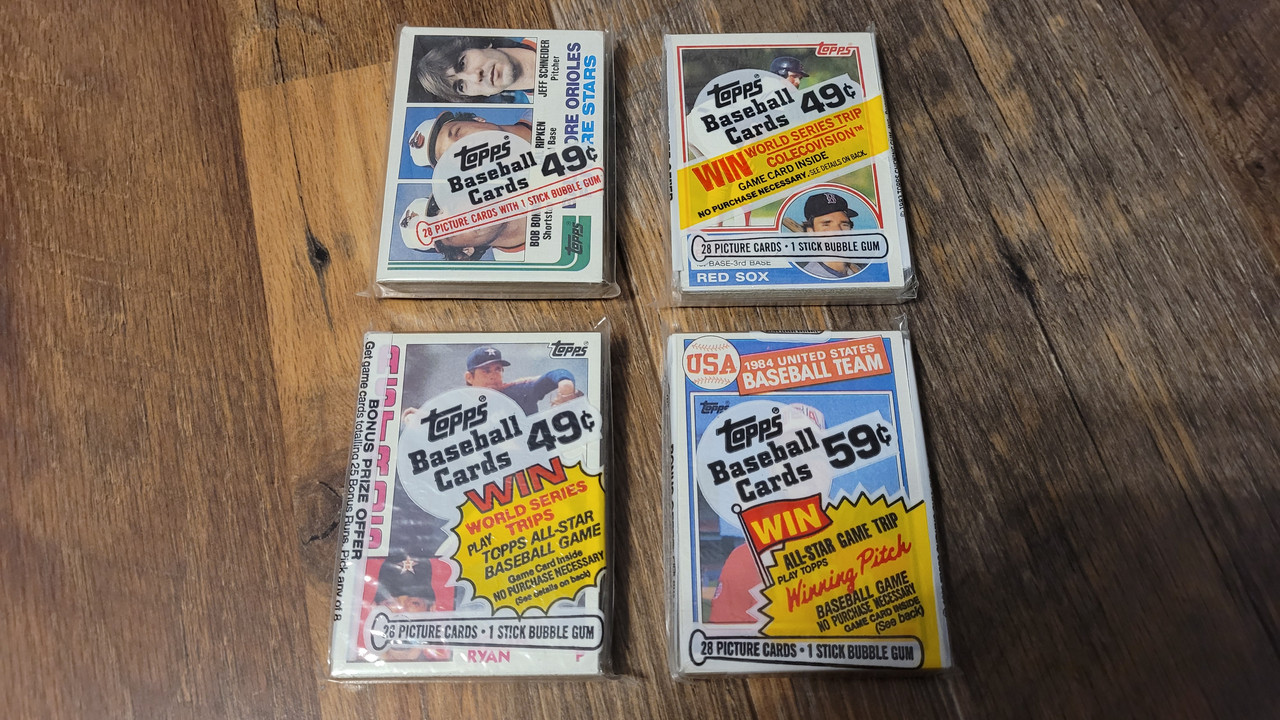 JEFF SCHNEIDER
Pitcher
RIPKEN
Base
ORE ORIOLES
RE STARS
BOB BON
Shortst
Topps
Topps®
Baseball
Cards 49¢
28 PICTURE CARDS WITH 1 STICK BUBBLE GUM
Topps
Topps®
Baseball
Cards 49¢
WIN WORLD SERIES TRIP
COLECOVISION™
GAME CARD INSIDE
NO PURCHASE NECESSARY. SEE DETAILS ON BACK.
28 PICTURE CARDS • 1 STICK BUBBLE GUM
BASE-3rd BASE
RED SOX
Get game cards totalling 25 Bonus Runs. Pick any of 8
BONUS PRIZE OFFER
Topps
Topps®
Baseball
Cards 49¢
WIN
WORLD SERIES
TRIPS
PLAY TOPPS ALL-STAR
BASEBALL GAME
Game Card Inside
NO PURCHASE NECESSARY
(See details on back)
28 PICTURE CARDS • 1 STICK BUBBLE GUM
RYAN P
USA
1984 UNITED STATES
BASEBALL TEAM
Topps
Topps®
Baseball
Cards 59¢
WIN
ALL-STAR GAME TRIP
PLAY TOPPS
Winning Pitch
BASEBALL GAME
NO PURCHASE NECESSARY
GAME CARD INSIDE
(See back)
28 PICTURE CARDS • 1 STICK BUBBLE GUM